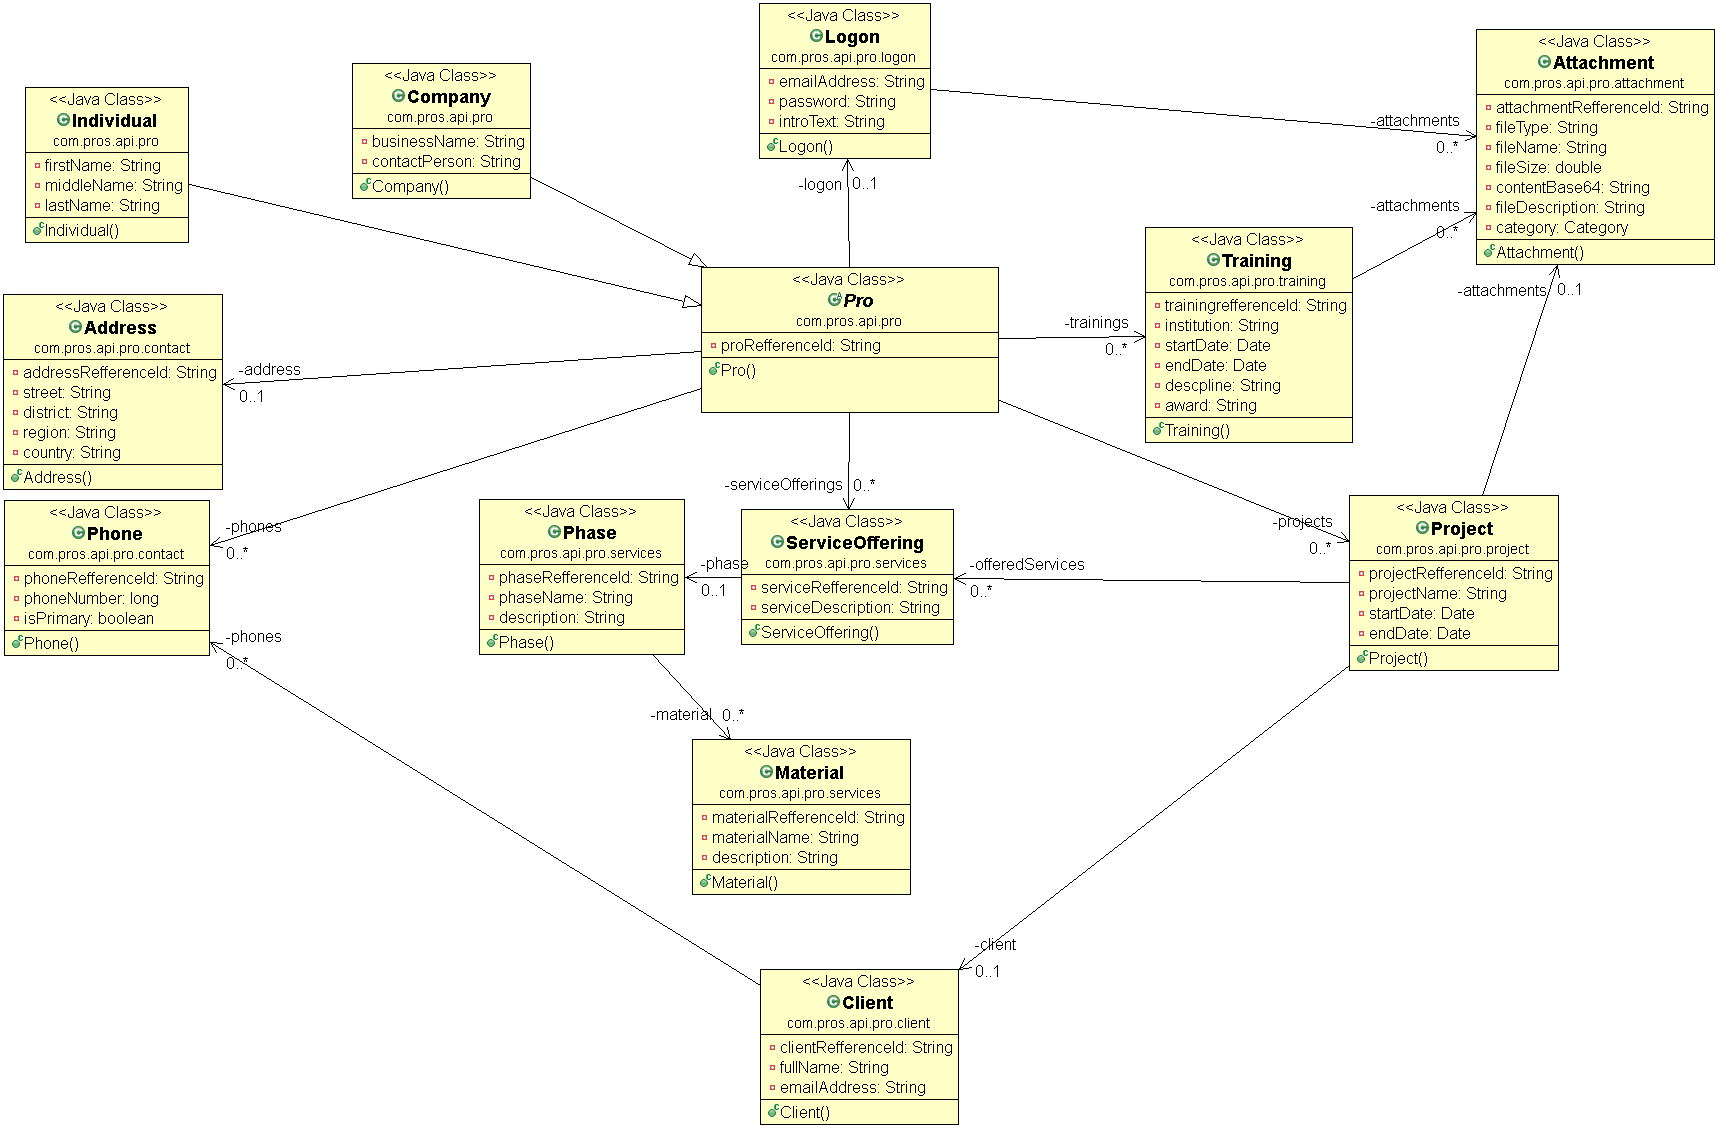 <<Java Class>>
Logon
com.pros.api.pro.logon
emailAddress: String
password: String
introText: String
Logon()
<<Java Class>>
Attachment
com.pros.api.pro.attachment
attachmentRefferenceId: String
fileType: String
fileName: String
fileSize: double
contentBase64: String
fileDescription: String
category: Category
Attachment()
<<Java Class>>
Company
com.pros.api.pro
businessName: String
contactPerson: String
Company()
<<Java Class>>
Individual
com.pros.api.pro
firstName: String
middleName: String
lastName: String
Individual()
-attachments
0..*
-logon 0..1
-attachments
0..*
<<Java Class>>
Training
com.pros.api.pro.training
trainingrefferenceId: String
institution: String
startDate: Date
endDate: Date
descpline: String
award: String
Training()
<<Java Class>>
Pro
com.pros.api.pro
proRefferenceId: String
Pro()
-attachments 0..1
-trainings
0..*
<<Java Class>>
Address
com.pros.api.pro.contact
addressRefferenceId: String
street: String
district: String
region: String
country: String
Address()
-address
0..1
-serviceOfferings 0..*
<<Java Class>>
Phone
com.pros.api.pro.contact
phoneRefferenceId: String
phoneNumber: long
isPrimary: boolean
Phone()
-phones
0..*
<<Java Class>>
Phase
com.pros.api.pro.services
phaseRefferenceId: String
phaseName: String
description: String
Phase()
-phase
0..1
<<Java Class>>
ServiceOffering
com.pros.api.pro.services
serviceRefferenceId: String
serviceDescription: String
ServiceOffering()
-offeredServices
0..*
-projects
0..*
<<Java Class>>
Project
com.pros.api.pro.project
projectRefferenceId: String
projectName: String
startDate: Date
endDate: Date
Project()
-phones
0..*
-material 0..*
<<Java Class>>
Material
com.pros.api.pro.services
materialRefferenceId: String
materialName: String
description: String
Material()
-client
0..1
<<Java Class>>
Client
com.pros.api.pro.client
clientRefferenceId: String
fullName: String
emailAddress: String
Client()